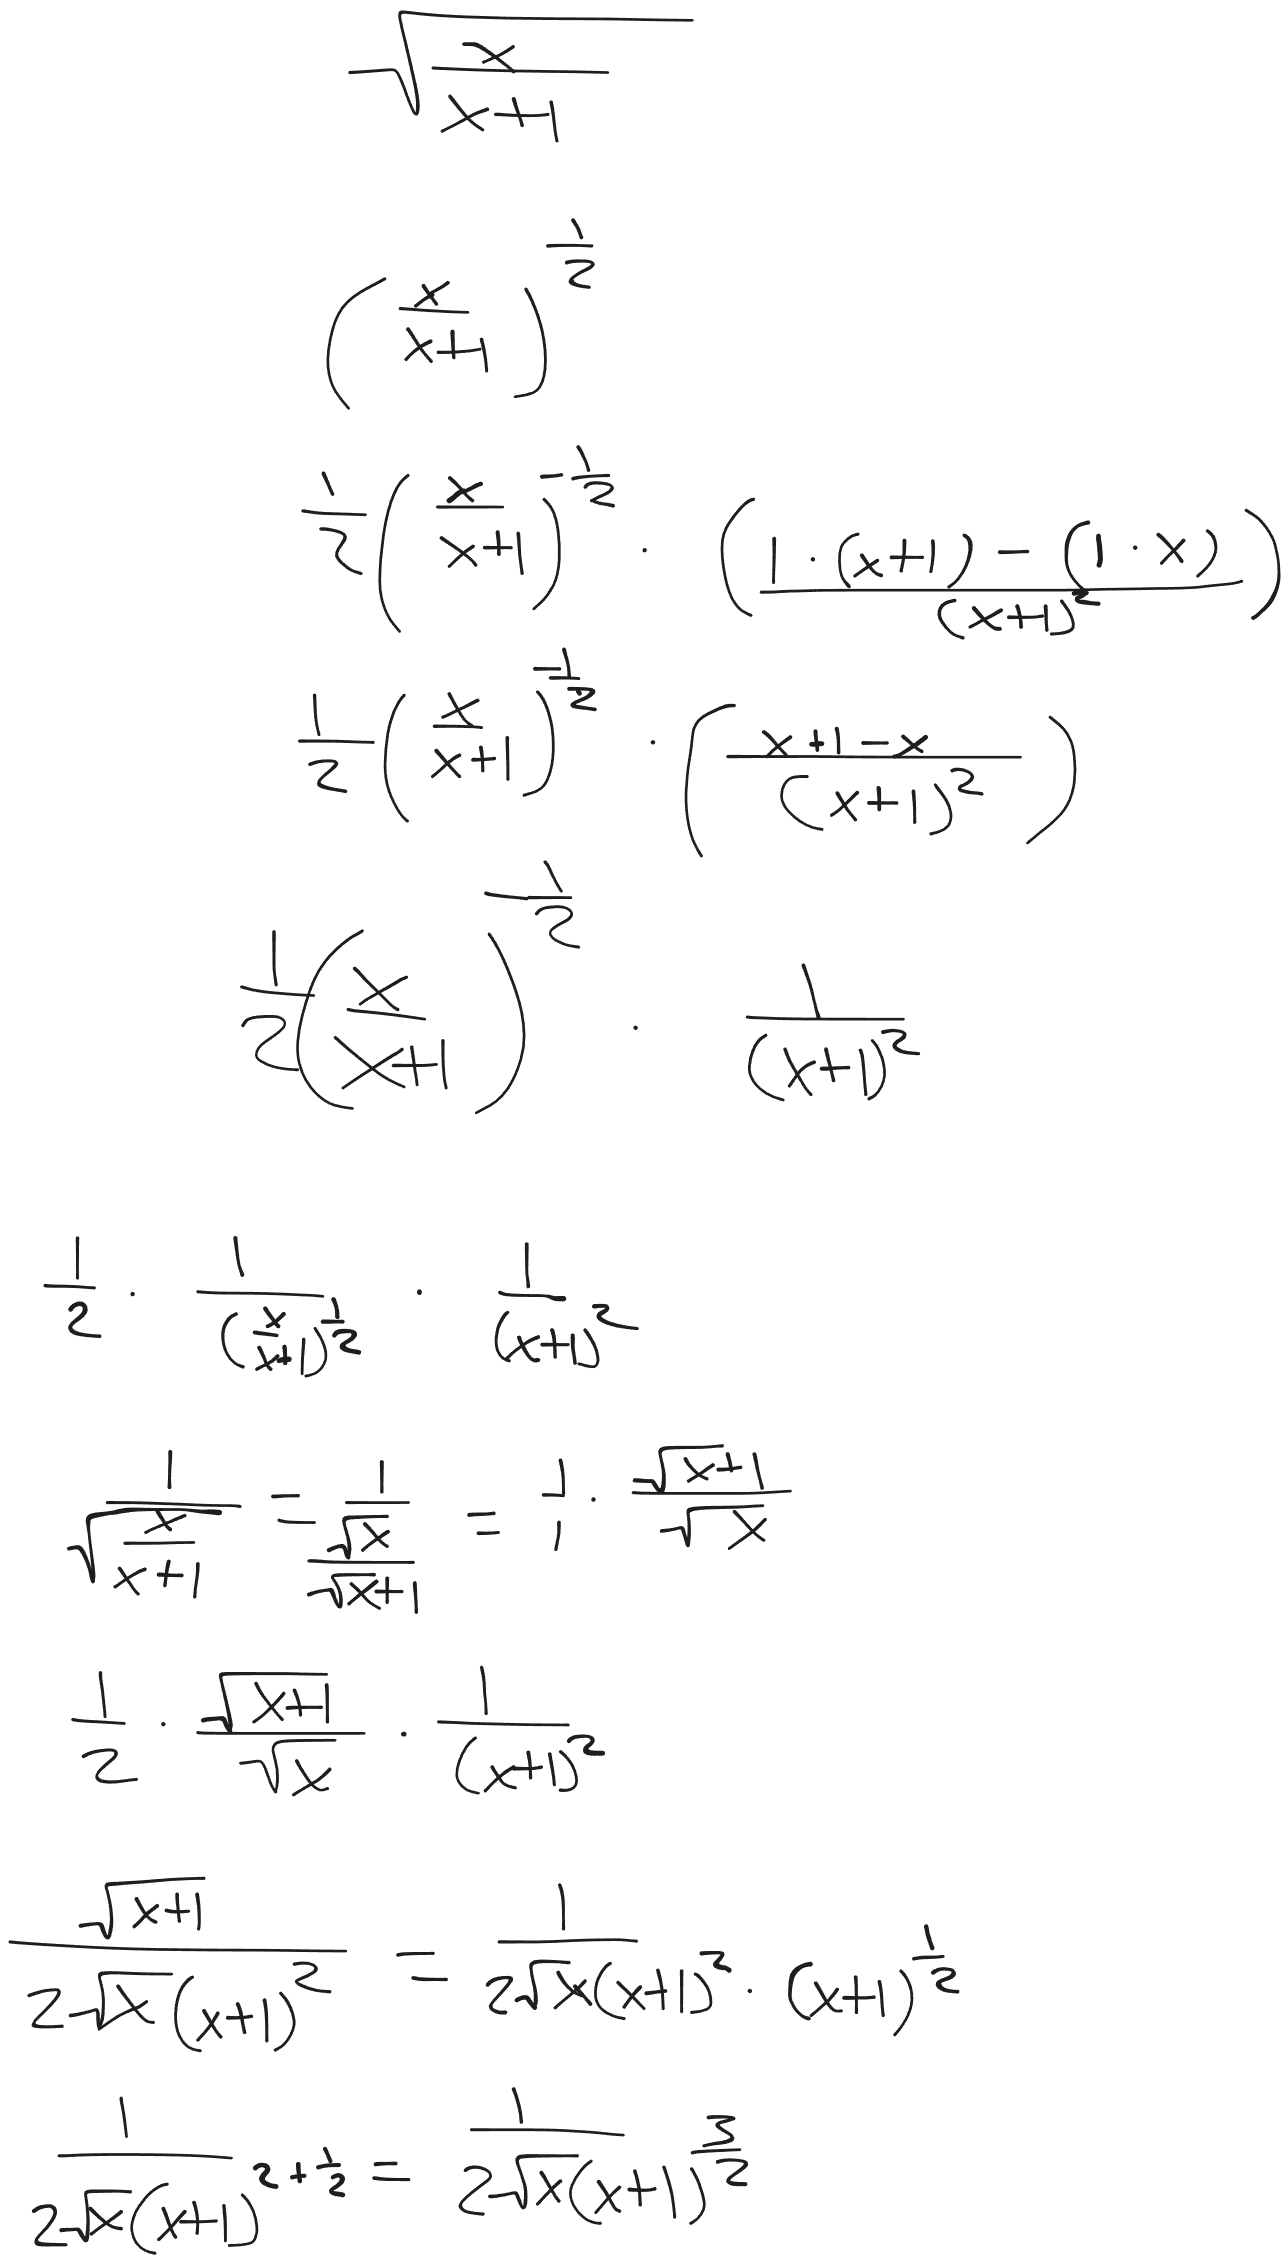 √(x/(x+1))
(x/(x+1))^(1/2)
1/2 (x/(x+1))^(-1/2) · ((1·(x+1) - (1·x))/(x+1)^2)
1/2 (x/(x+1))^(-1/2) · ((x+1-x)/(x+1)^2)
1/2 (x/(x+1))^(-1/2) · 1/(x+1)^2
1/2 · 1/(x/(x+1))^(1/2) · 1/(x+1)^2
1/√(x/(x+1)) = 1/(√x/√x+1) = 1/1 · √x+1/√x
1/2 · √(x+1)/√x · 1/(x+1)^2
√(x+1)/(2√x(x+1)^2) = 1/(2√x(x+1)^2 · (x+1)^(1/2))
1/(2√x(x+1)^(2+1/2)) = 1/(2√x(x+1)^(3/2))